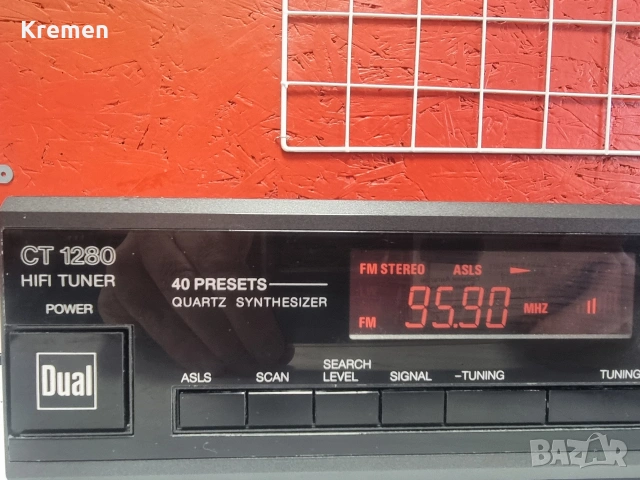 Kremen
CT 1280
HIFI TUNER
POWER
Dual
40 PRESETS
QUARTZ SYNTHESIZER
FM STEREO ASLS
FM 95.90 MHZ
ASLS SCAN SEARCH LEVEL SIGNAL -TUNING TUNING
BAZAR